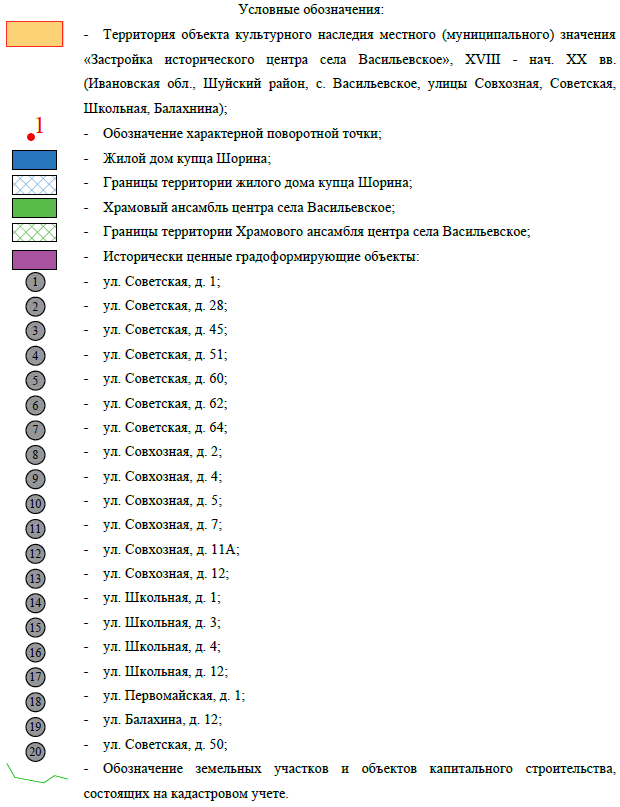 Условные обозначения:
- Территория объекта культурного наследия местного (муниципального) значения
«Застройка исторического центра села Васильевское», XVIII - нач. XX вв.
(Ивановская обл., Шуйский район, с. Васильевское, улицы Совхозная, Советская,
Школьная, Балахнина);
1 - Обозначение характерной поворотной точки;
- Жилой дом купца Шорина;
- Границы территории жилого дома купца Шорина;
- Храмовый ансамбль центра села Васильевское;
- Границы территории Храмового ансамбля центра села Васильевское;
- Исторически ценные градоформирующие объекты:
1 - ул. Советская, д. 1;
2 - ул. Советская, д. 28;
3 - ул. Советская, д. 45;
4 - ул. Советская, д. 51;
5 - ул. Советская, д. 60;
6 - ул. Советская, д. 62;
7 - ул. Советская, д. 64;
8 - ул. Совхозная, д. 2;
9 - ул. Совхозная, д. 4;
10 - ул. Совхозная, д. 5;
11 - ул. Совхозная, д. 7;
12 - ул. Совхозная, д. 11А;
13 - ул. Совхозная, д. 12;
14 - ул. Школьная, д. 1;
15 - ул. Школьная, д. 3;
16 - ул. Школьная, д. 4;
17 - ул. Школьная, д. 12;
18 - ул. Первомайская, д. 1;
19 - ул. Балахина, д. 12;
20 - ул. Советская, д. 50;
- Обозначение земельных участков и объектов капитального строительства,
состоящих на кадастровом учете.